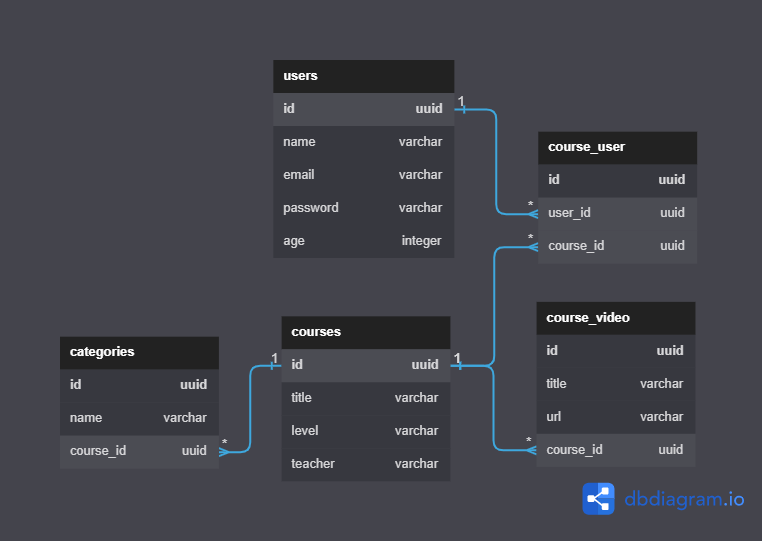 users
id uuid
name varchar
email varchar
password varchar
age integer
1
course_user
id uuid
* user_id uuid
* course_id uuid
categories
id uuid
name varchar
course_id uuid *
courses
1 id uuid 1
title varchar
level varchar
teacher varchar
course_video
id uuid
title varchar
url varchar
* course_id uuid
dbdiagram.io